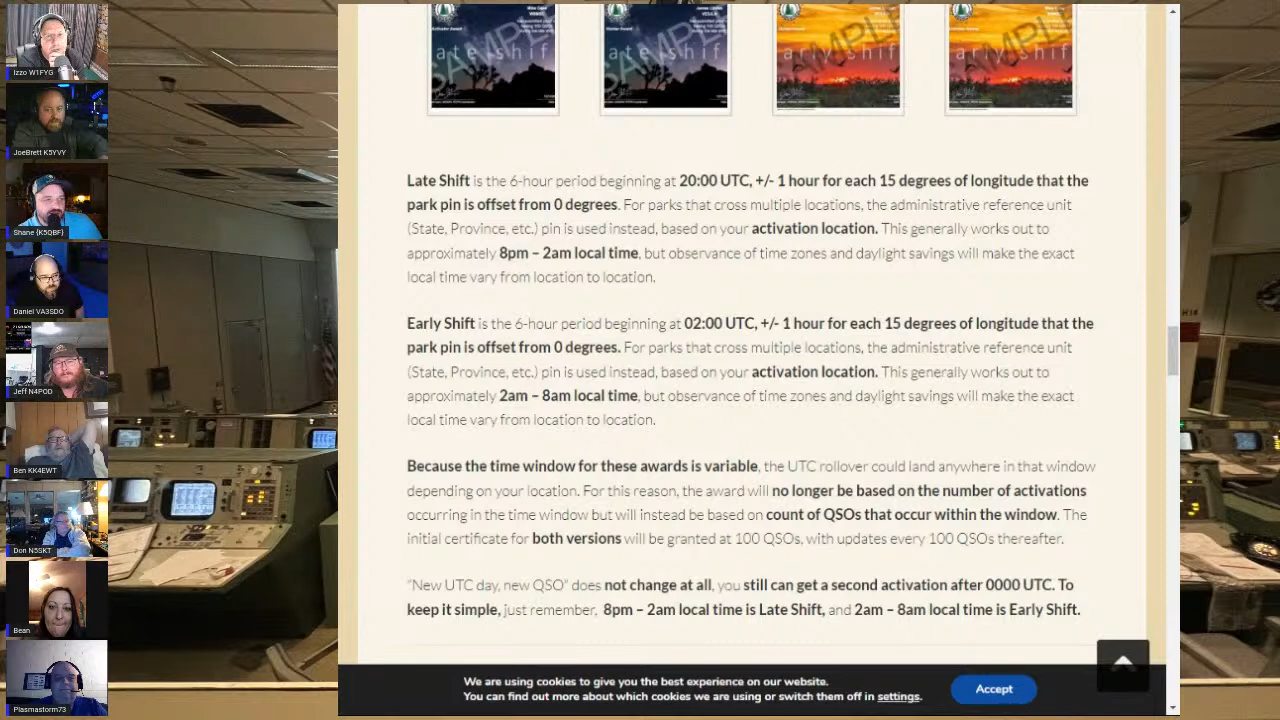 Izzo W1FYG
JoeBrett K5YVY
Shane {K5QBF}
Daniel VA3SDO
Jeff N4POD
Ben KK4EWT
Don N5SKT
Bean
Plasmastorm73
Late Shift is the 6-hour period beginning at 20:00 UTC, +/- 1 hour for each 15 degrees of longitude that the
park pin is offset from 0 degrees. For parks that cross multiple locations, the administrative reference unit
(State, Province, etc.) pin is used instead, based on your activation location. This generally works out to
approximately 8pm – 2am local time, but observance of time zones and daylight savings will make the exact
local time vary from location to location.
Early Shift is the 6-hour period beginning at 02:00 UTC, +/- 1 hour for each 15 degrees of longitude that the
park pin is offset from 0 degrees. For parks that cross multiple locations, the administrative reference unit
(State, Province, etc.) pin is used instead, based on your activation location. This generally works out to
approximately 2am – 8am local time, but observance of time zones and daylight savings will make the exact
local time vary from location to location.
Because the time window for these awards is variable, the UTC rollover could land anywhere in that window
depending on your location. For this reason, the award will no longer be based on the number of activations
occurring in the time window but will instead be based on count of QSOs that occur within the window. The
initial certificate for both versions will be granted at 100 QSOs, with updates every 100 QSOs thereafter.
“New UTC day, new QSO” does not change at all, you still can get a second activation after 0000 UTC. To
keep it simple, just remember, 8pm – 2am local time is Late Shift, and 2am – 8am local time is Early Shift.
We are using cookies to give you the best experience on our website.
You can find out more about which cookies we are using or switch them off in settings.
Accept